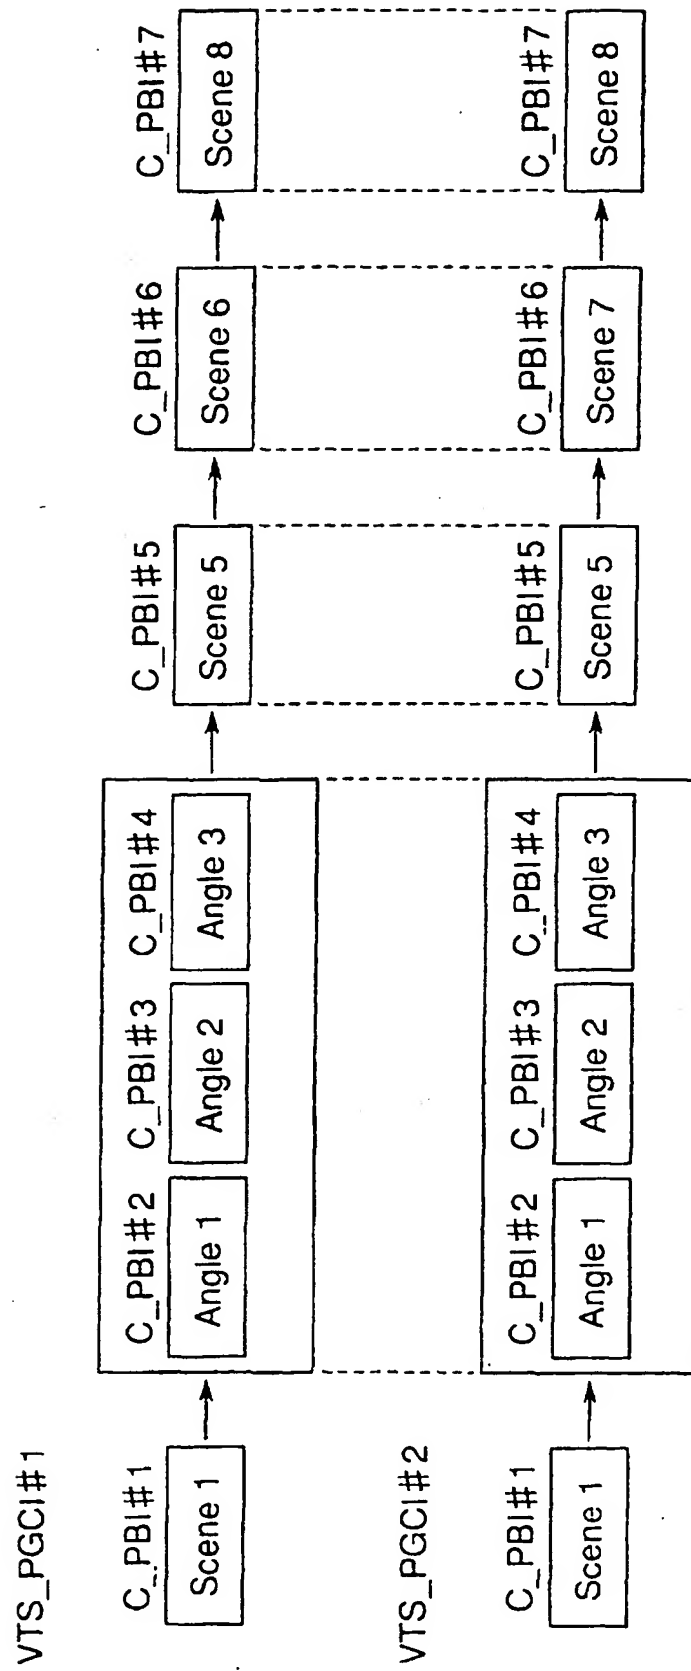 VTS_PGCI#1
C_PBI#1
C_PBI#2
C_PBI#3
C_PBI#4
C_PBI#5
C_PBI#6
C_PBI#7
Scene 1
Angle 1
Angle 2
Angle 3
Scene 5
Scene 6
Scene 8
VTS_PGCI#2
C_PBI#1
C_PBI#2
C_PBI#3
C_PBI#4
C_PBI#5
C_PBI#6
C_PBI#7
Scene 1
Angle 1
Angle 2
Angle 3
Scene 5
Scene 7
Scene 8